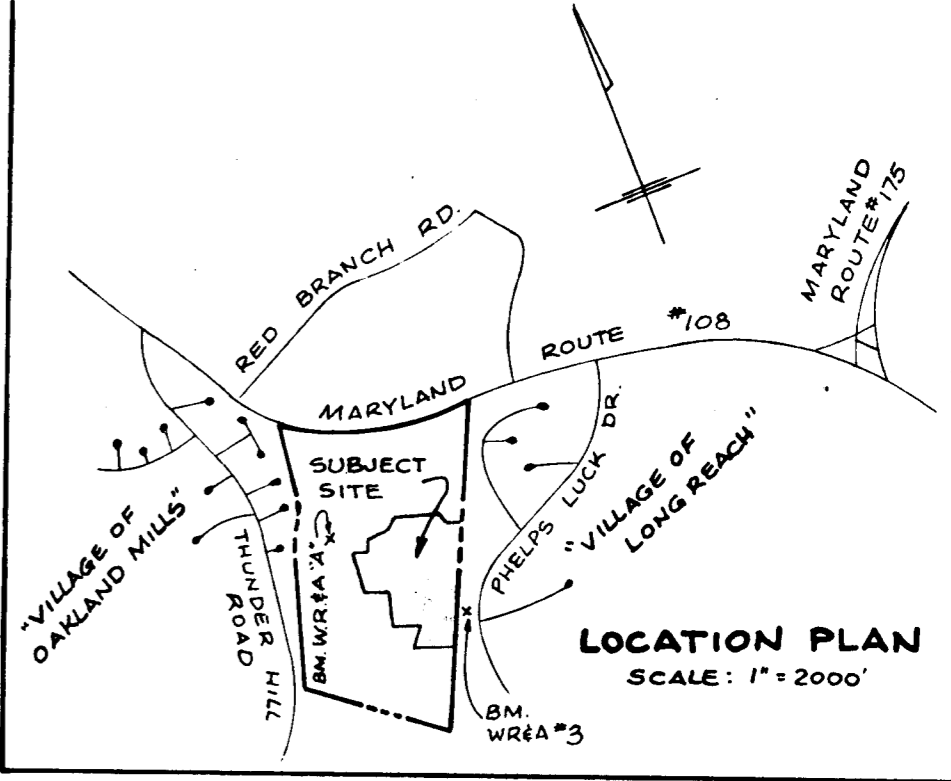 MARYLAND
ROUTE #175
RED BRANCH RD.
ROUTE #108
MARYLAND
SUBJECT
SITE
PHELPS LUCK DR.
"VILLAGE OF
LONG REACH"
"VILLAGE OF
OAKLAND MILLS"
THUNDER HILL
ROAD
BM. W.R.&A "A"
LOCATION PLAN
SCALE: 1" = 2000'
BM.
WR&A #3